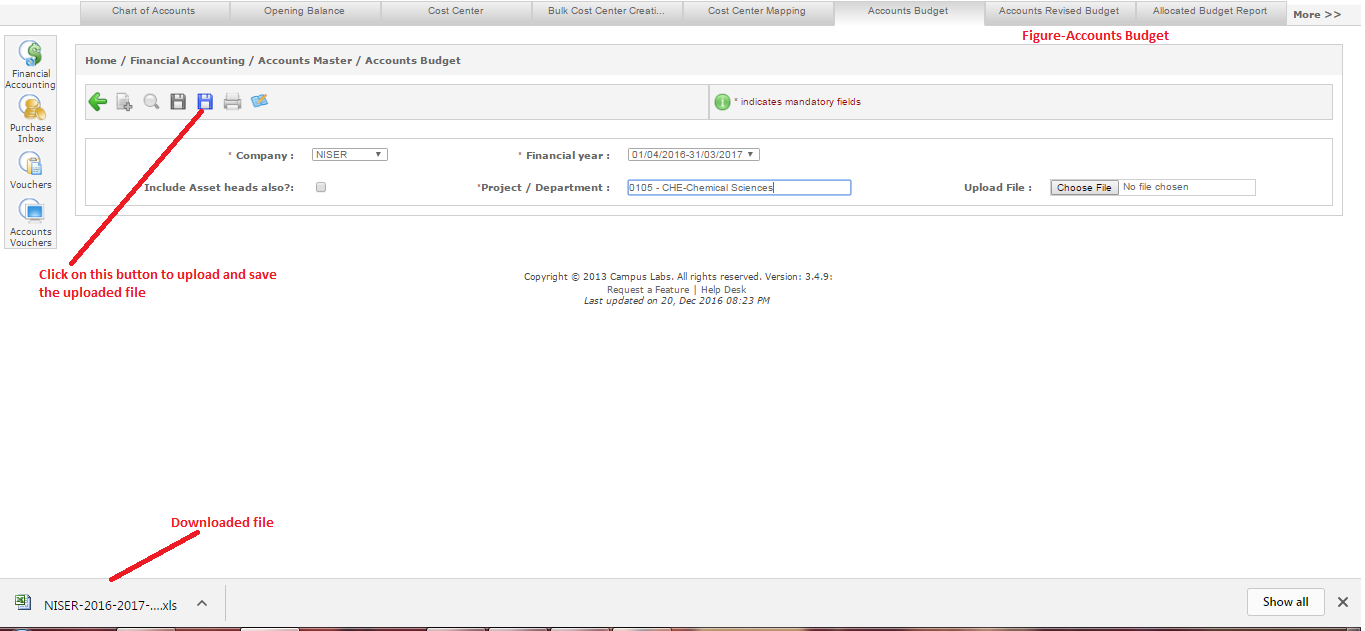 Chart of Accounts Opening Balance Cost Center Bulk Cost Center Creati... Cost Center Mapping Accounts Budget Accounts Revised Budget Allocated Budget Report More >>
Figure-Accounts Budget
Financial
Accounting
Purchase
Inbox
Vouchers
Accounts
Vouchers
Home / Financial Accounting / Accounts Master / Accounts Budget
* indicates mandatory fields
* Company : NISER * Financial year : 01/04/2016-31/03/2017
Include Asset heads also?: *Project / Department : 0105 - CHE-Chemical Sciences Upload File : Choose File No file chosen
Click on this button to upload and save
the uploaded file
Copyright © 2013 Campus Labs. All rights reserved. Version: 3.4.9:
Request a Feature | Help Desk
Last updated on 20, Dec 2016 08:23 PM
Downloaded file
NISER-2016-2017-....xls Show all